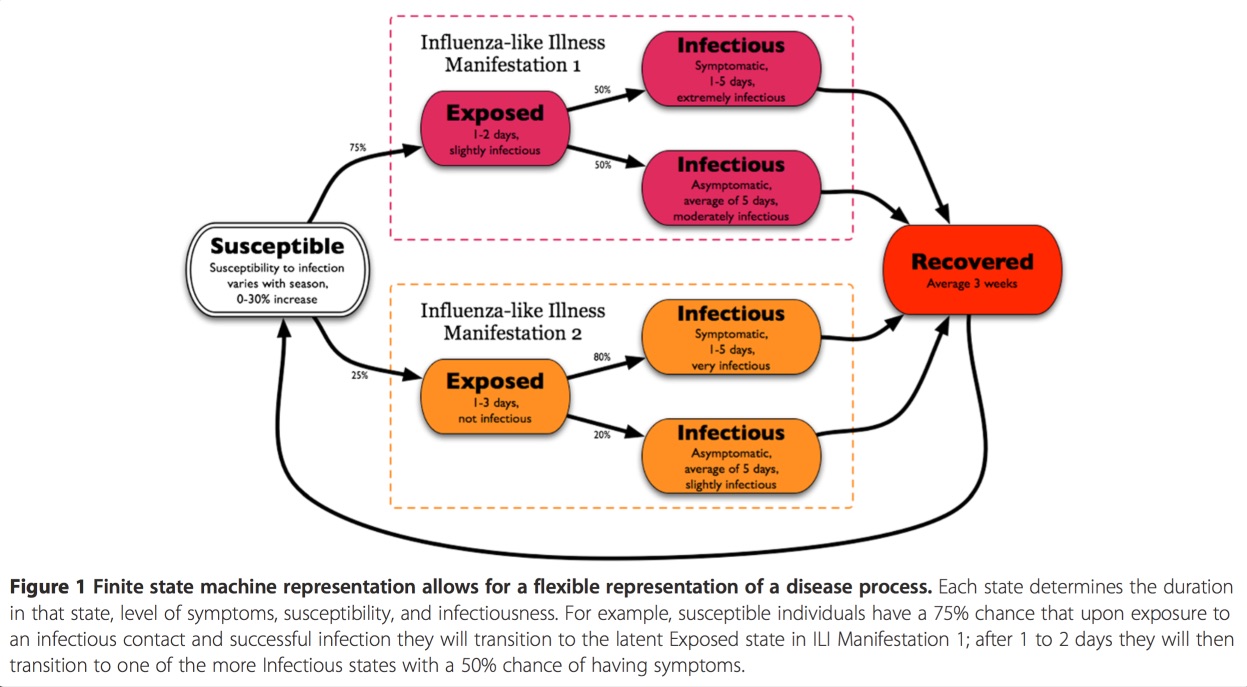 Influenza-like Illness
Manifestation 1
Exposed
1-2 days,
slightly infectious
50%
50%
Infectious
Symptomatic,
1-5 days,
extremely infectious
Infectious
Asymptomatic,
average of 5 days,
moderately infectious
75%
Susceptible
Susceptibility to infection
varies with season,
0-30% increase
25%
Influenza-like Illness
Manifestation 2
Exposed
1-3 days,
not infectious
80%
20%
Infectious
Symptomatic,
1-5 days,
very infectious
Infectious
Asymptomatic,
average of 5 days,
slightly infectious
Recovered
Average 3 weeks
Figure 1 Finite state machine representation allows for a flexible representation of a disease process. Each state determines the duration
in that state, level of symptoms, susceptibility, and infectiousness. For example, susceptible individuals have a 75% chance that upon exposure to
an infectious contact and successful infection they will transition to the latent Exposed state in ILI Manifestation 1; after 1 to 2 days they will then
transition to one of the more Infectious states with a 50% chance of having symptoms.